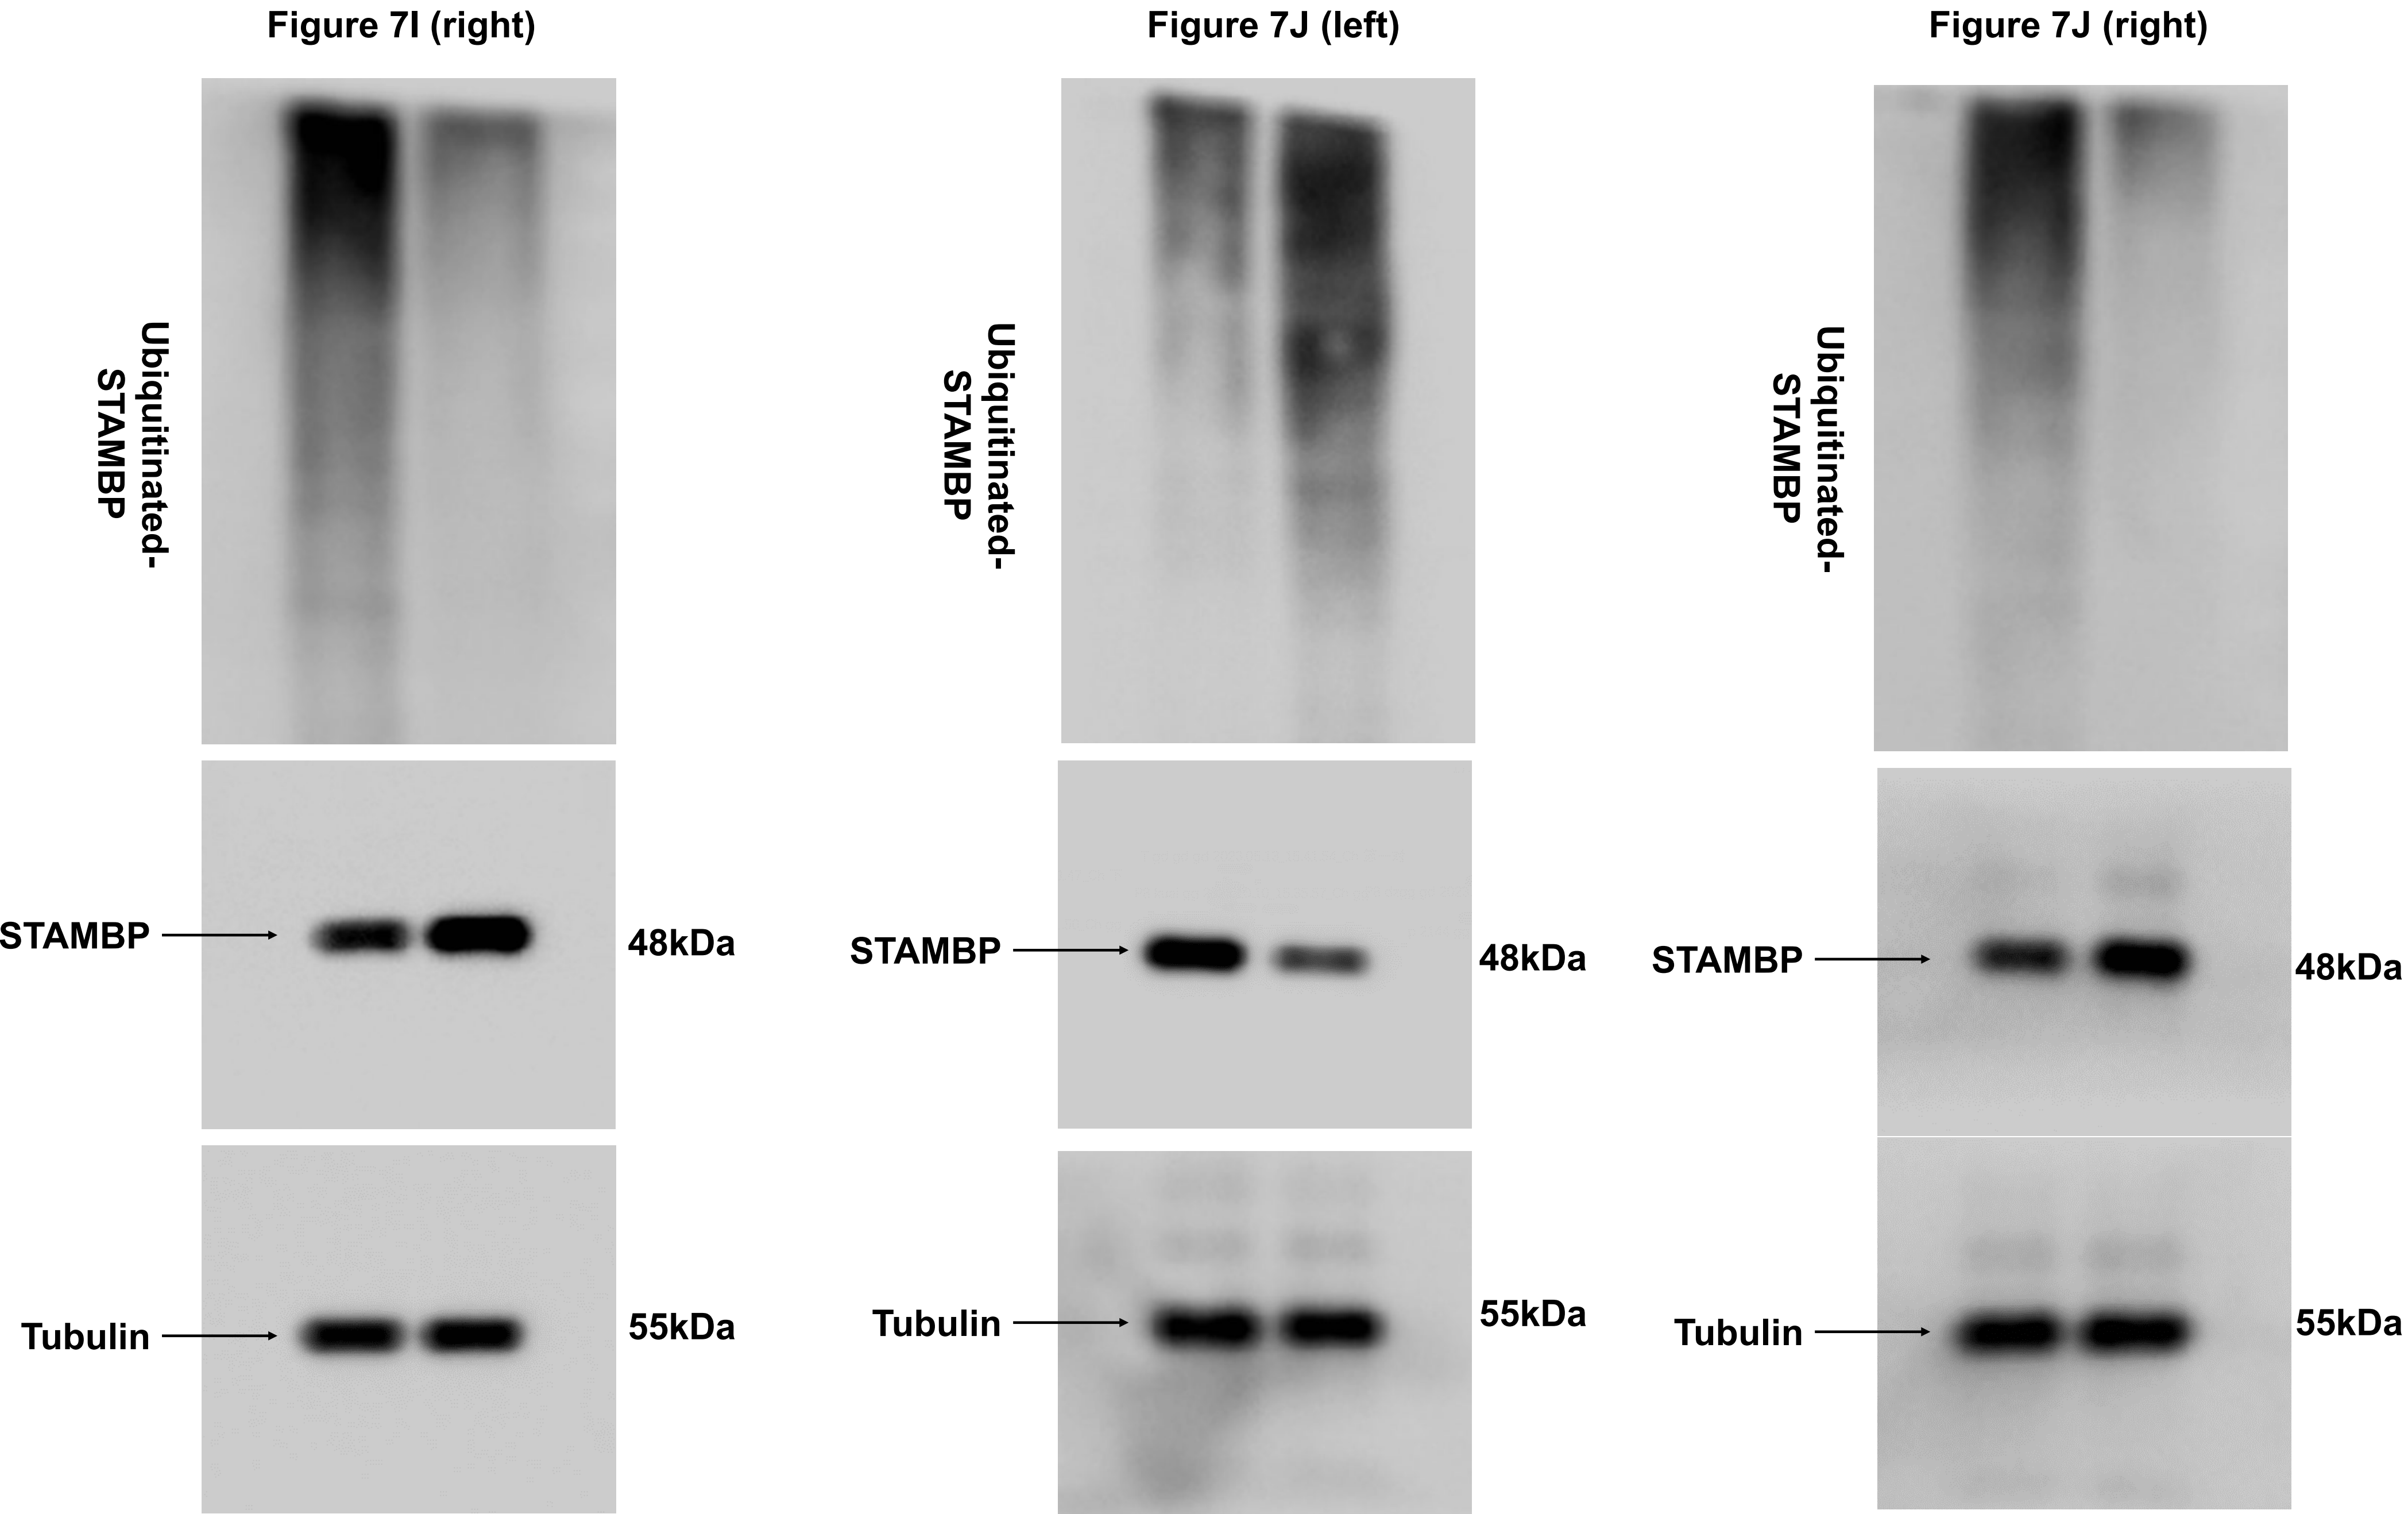 Figure 7I (right)
Figure 7J (left)
Figure 7J (right)
Ubiquitinated-
STAMBP
Ubiquitinated-
STAMBP
Ubiquitinated-
STAMBP
STAMBP
48kDa
STAMBP
48kDa
STAMBP
48kDa
Tubulin
55kDa
Tubulin
55kDa
Tubulin
55kDa